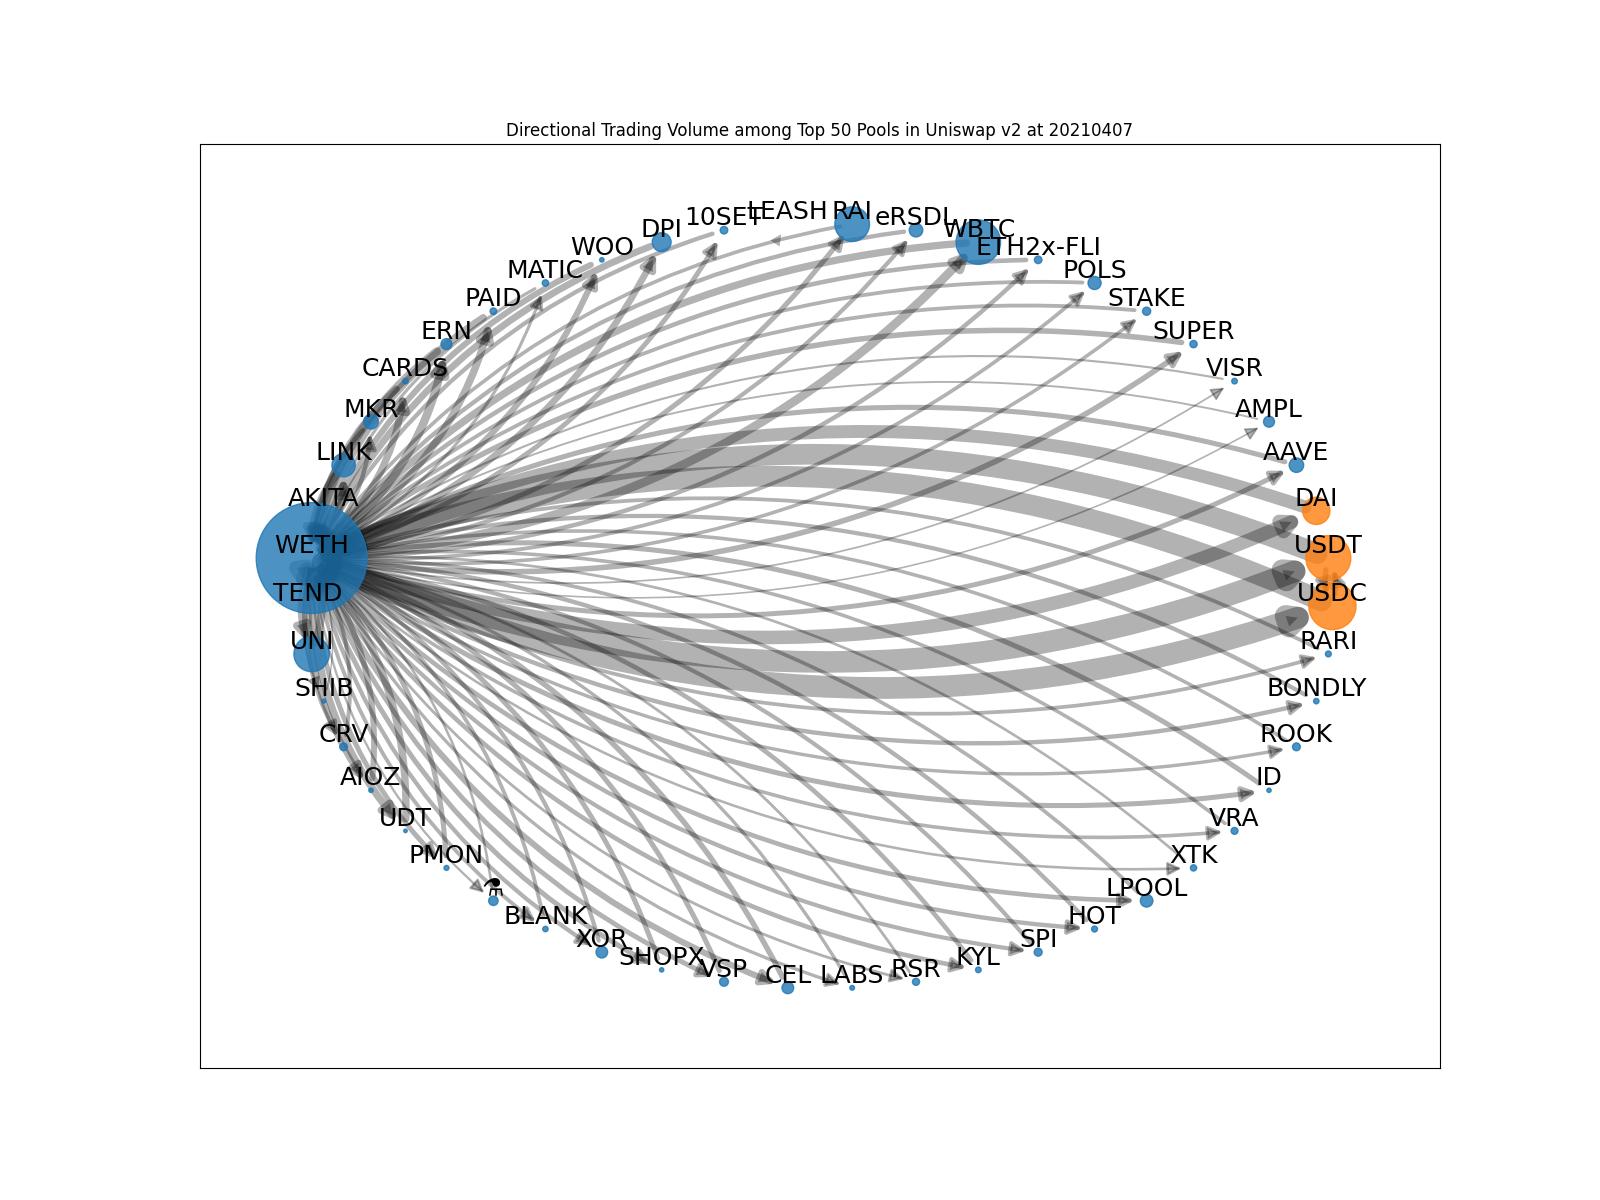 Directional Trading Volume among Top 50 Pools in Uniswap v2 at 20210407
LEASH
RAI
10SET
eRSDL
DPI
WBTC
WOO
ETH2x-FLI
MATIC
POLS
PAID
STAKE
ERN
SUPER
CARDS
VISR
MKR
AMPL
LINK
AAVE
AKITA
DAI
WETH
USDT
TEND
USDC
UNI
RARI
SHIB
BONDLY
CRV
ROOK
AIOZ
ID
UDT
VRA
PMON
XTK
⚗
LPOOL
BLANK
HOT
XOR
SPI
SHOPX
KYL
VSP
RSR
CEL
LABS